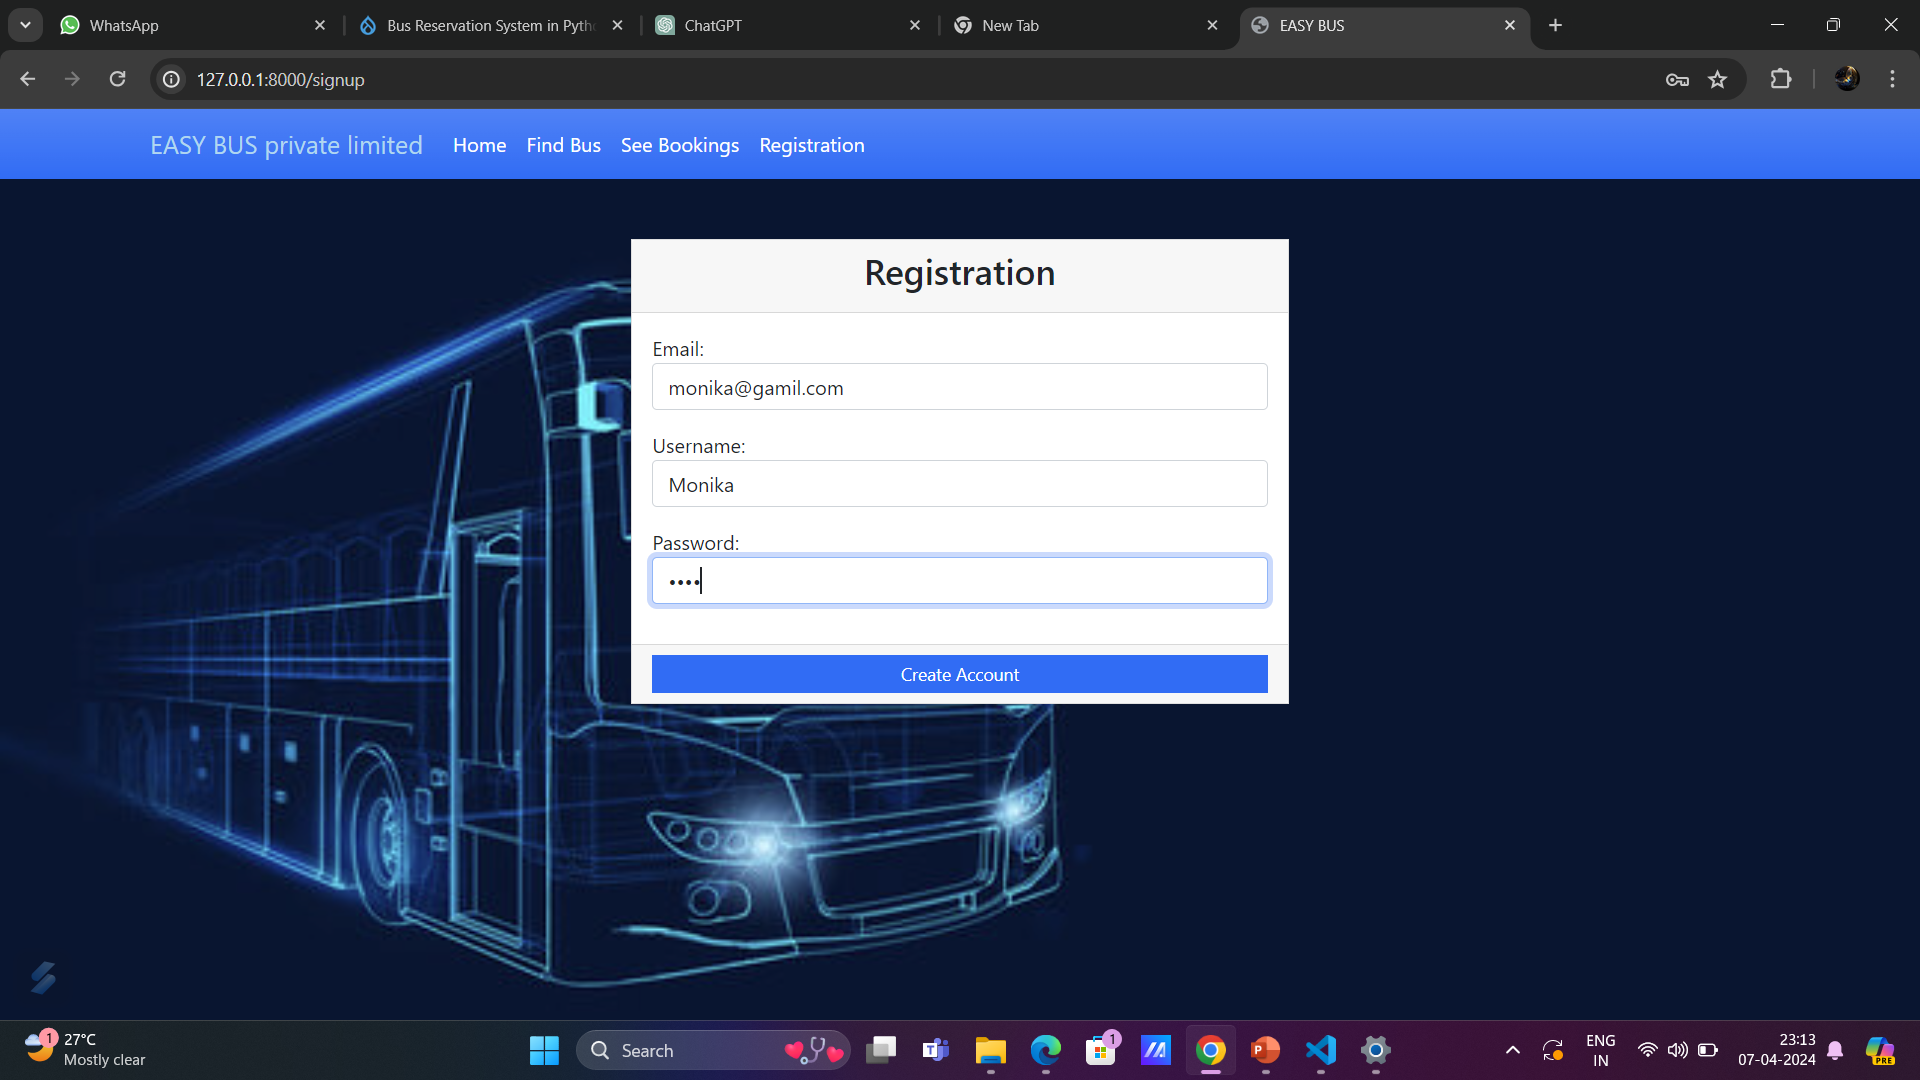 WhatsApp
Bus Reservation System in Pyth
ChatGPT
New Tab
EASY BUS
127.0.0.1:8000/signup
EASY BUS private limited Home Find Bus See Bookings Registration
Registration
Email:
monika@gamil.com
Username:
Monika
Password:
••••
Create Account
1
27°C
Mostly clear
Search
1
ENG
IN
23:13
07-04-2024
PRE